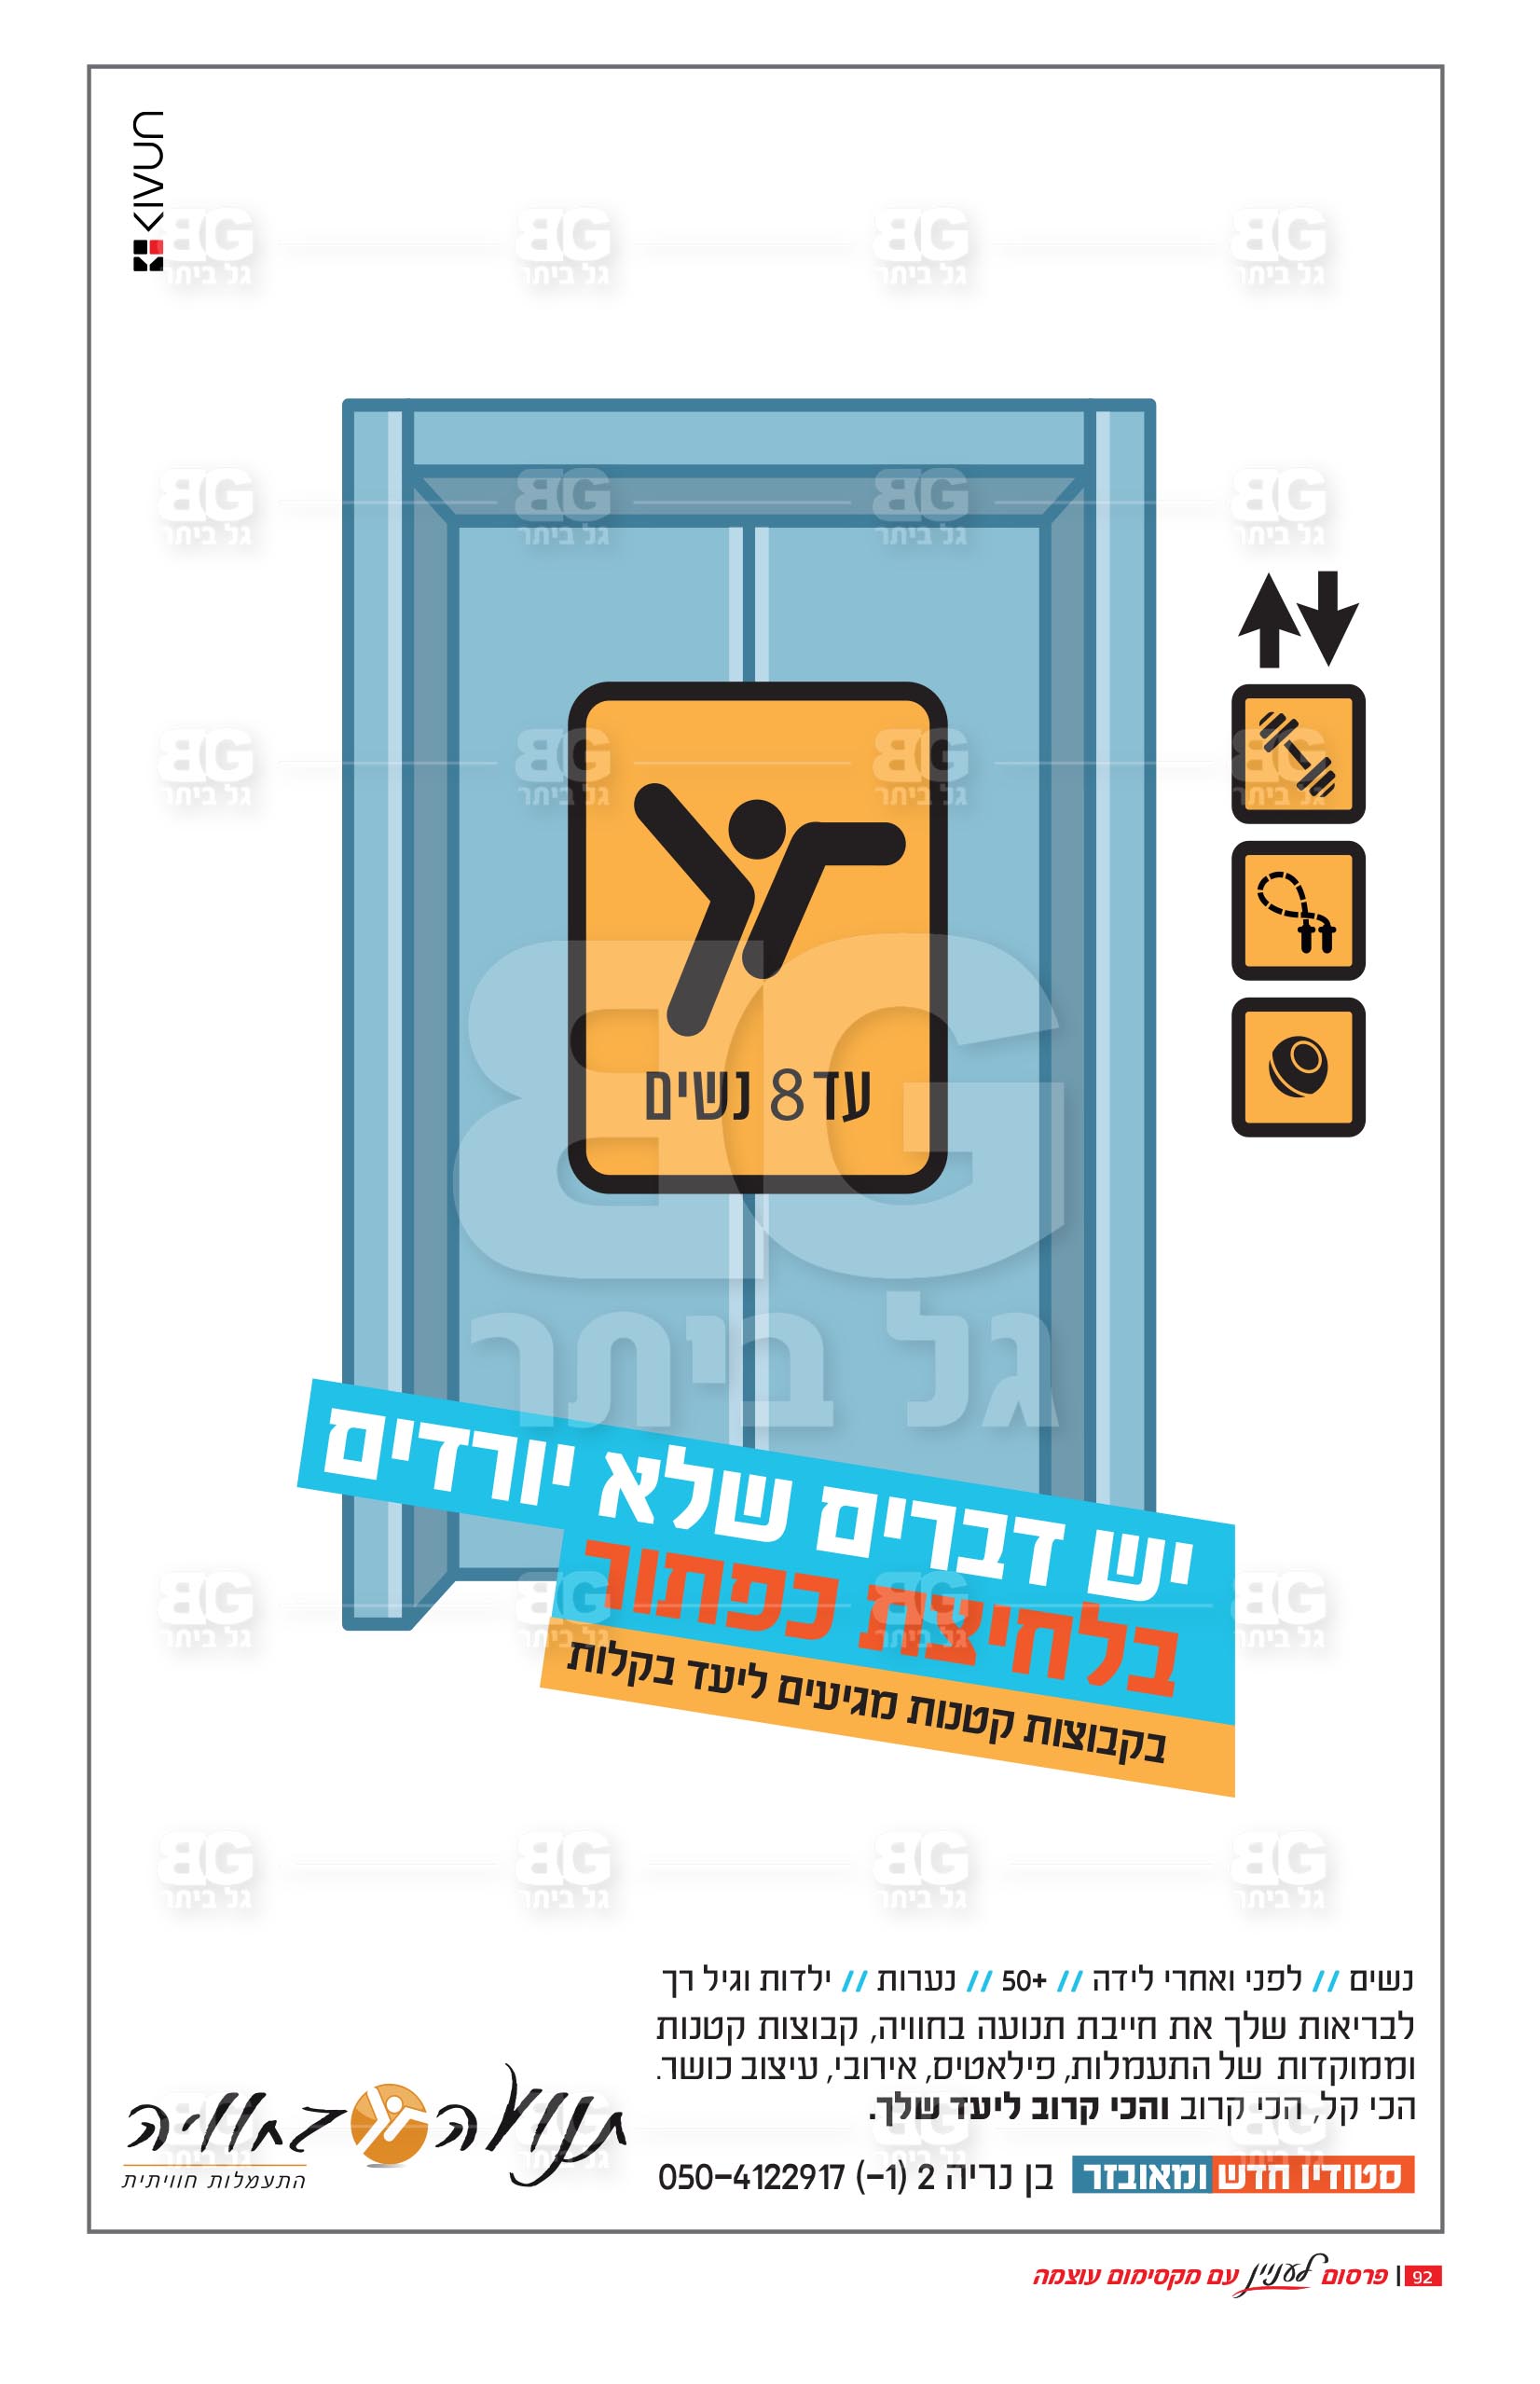 KIVUN
עד 8 נשים
יש דברים שלא יורדים
בלחיצת כפתור
בקבוצות קטנות מגיעים ליעד בקלות
נשים // לפני ואחרי לידה // +50 // נערות // ילדות וגיל רך
לבריאות שלך את חייבת תנועה בחוויה, קבוצות קטנות
וממוקדות של התעמלות, פילאטיס, אירובי, עיצוב כושר.
הכי קל, הכי קרוב והכי קרוב ליעד שלך.
סטודיו חדש ומאובזר בן נריה 2 (1-) 050-4122917
תנועה בחוויה
התעמלות חוויתית
92 | פרסום לעניין עם מקסימום עוצמה
BG
גל ביתר